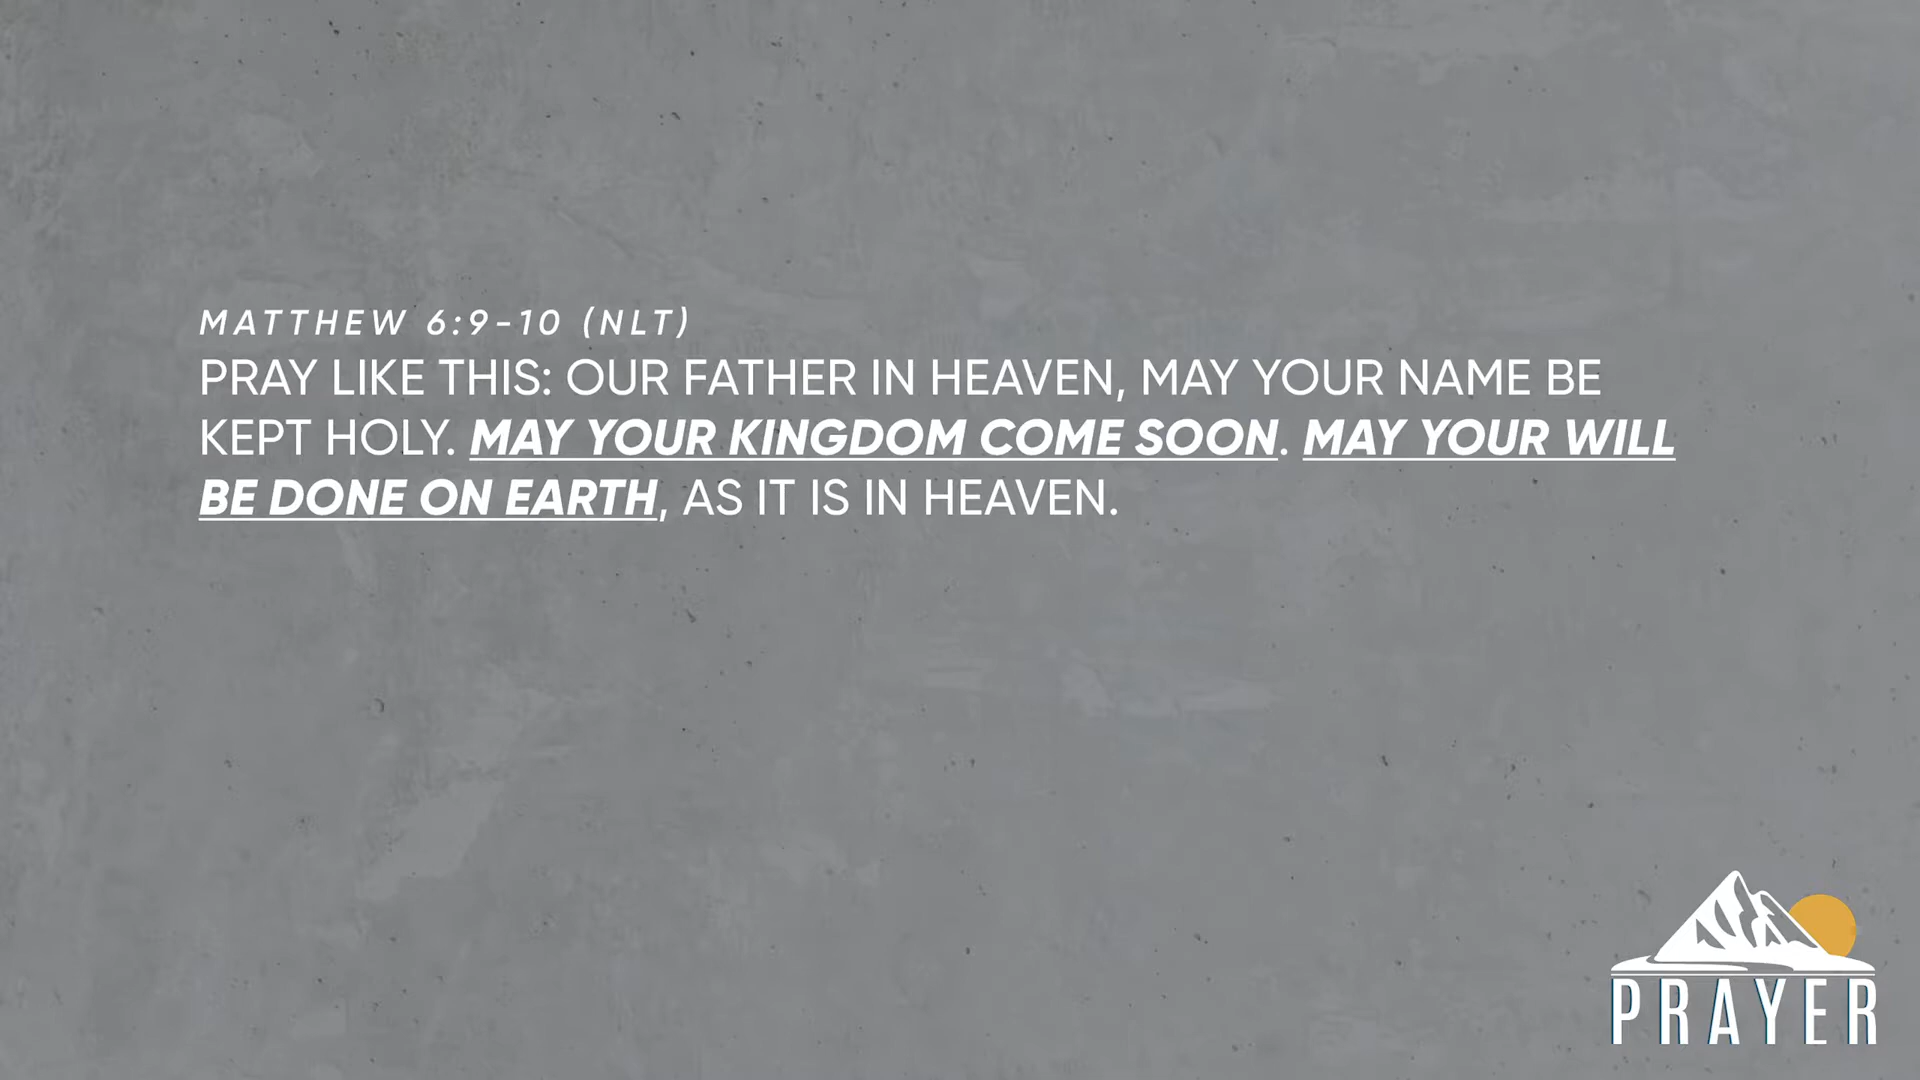 MATTHEW 6:9-10 (NLT)
PRAY LIKE THIS: OUR FATHER IN HEAVEN, MAY YOUR NAME BE
KEPT HOLY. MAY YOUR KINGDOM COME SOON. MAY YOUR WILL
BE DONE ON EARTH, AS IT IS IN HEAVEN.
PRAYER